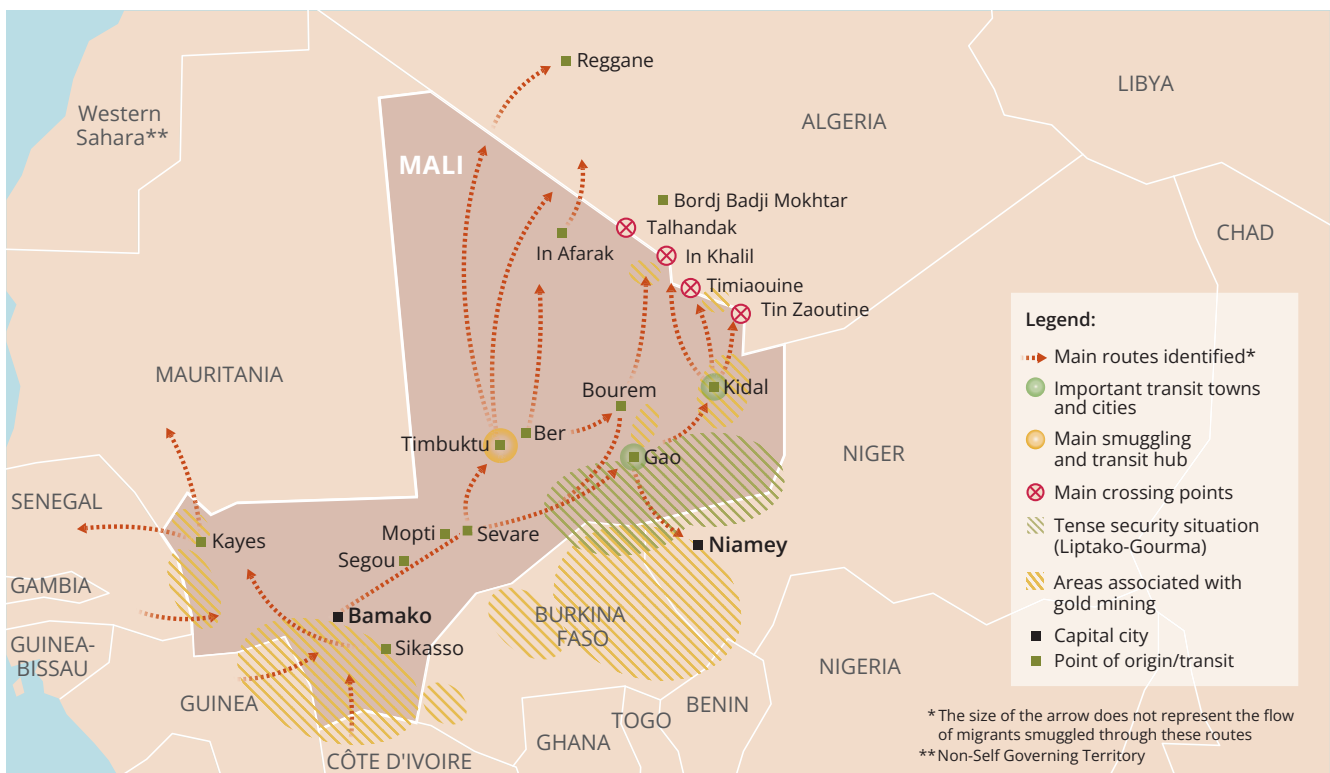 Reggane
LIBYA
Western
Sahara**
ALGERIA
MALI
Bordj Badji Mokhtar
Talhandak
CHAD
In Afarak
In Khalil
Timiaouine
Tin Zaoutine
MAURITANIA
Bourem
Kidal
Timbuktu
Ber
Gao
NIGER
SENEGAL
Mopti
Sevare
Kayes
Niamey
Segou
GAMBIA
Bamako
BURKINA
FASO
GUINEA-
BISSAU
Sikasso
NIGERIA
GUINEA
BENIN
TOGO
GHANA
CÔTE D'IVOIRE
Legend:
Main routes identified*
Important transit towns
and cities
Main smuggling
and transit hub
Main crossing points
Tense security situation
(Liptako-Gourma)
Areas associated with
gold mining
Capital city
Point of origin/transit
* The size of the arrow does not represent the flow
of migrants smuggled through these routes
**Non-Self Governing Territory